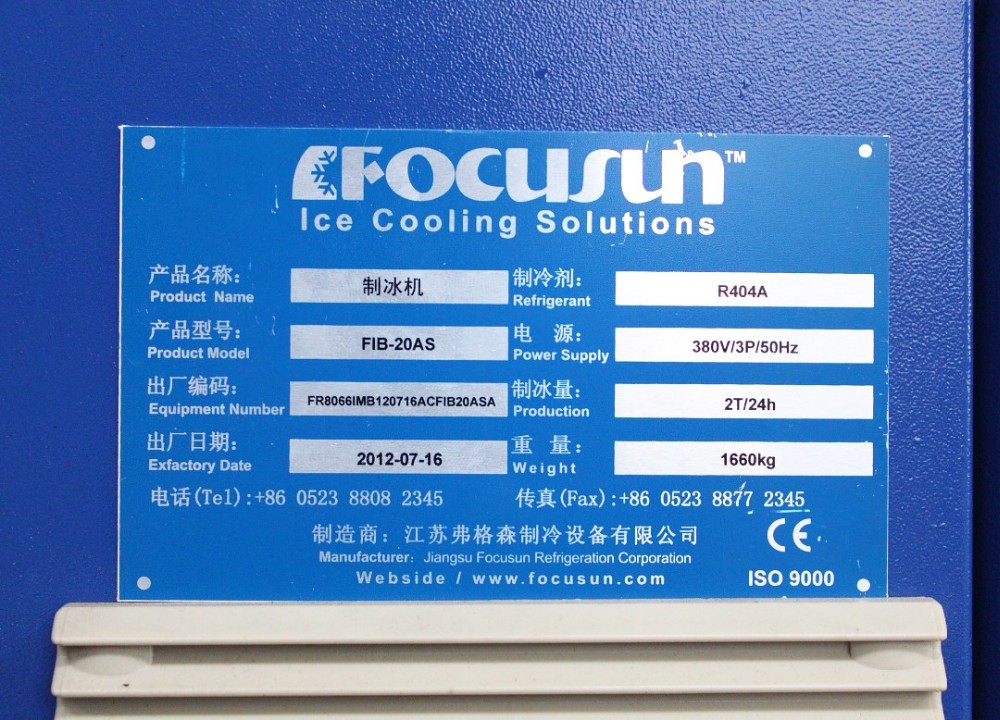 FOCUSUN™
Ice Cooling Solutions
产品名称: 制冰机 制冷剂: R404A
Product Name Refrigerant
产品型号: FIB-20AS 电 源: 380V/3P/50Hz
Product Model Power Supply
出厂编码: FR8066IMB120716ACFIB20ASA 制冰量: 2T/24h
Equipment Number Production
出厂日期: 2012-07-16 重 量: 1660kg
Exfactory Date Weight
电话(Tel):+86 0523 8808 2345 传真(Fax):+86 0523 8877 2345
制造商: 江苏弗格森制冷设备有限公司 CE
Manufacturer: Jiangsu Focusun Refrigeration Corporation
Webside / www.focusun.com ISO 9000